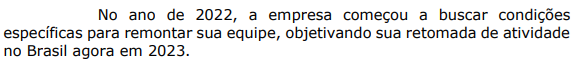 No ano de 2022, a empresa começou a buscar condições
específicas para remontar sua equipe, objetivando sua retomada de atividade
no Brasil agora em 2023.